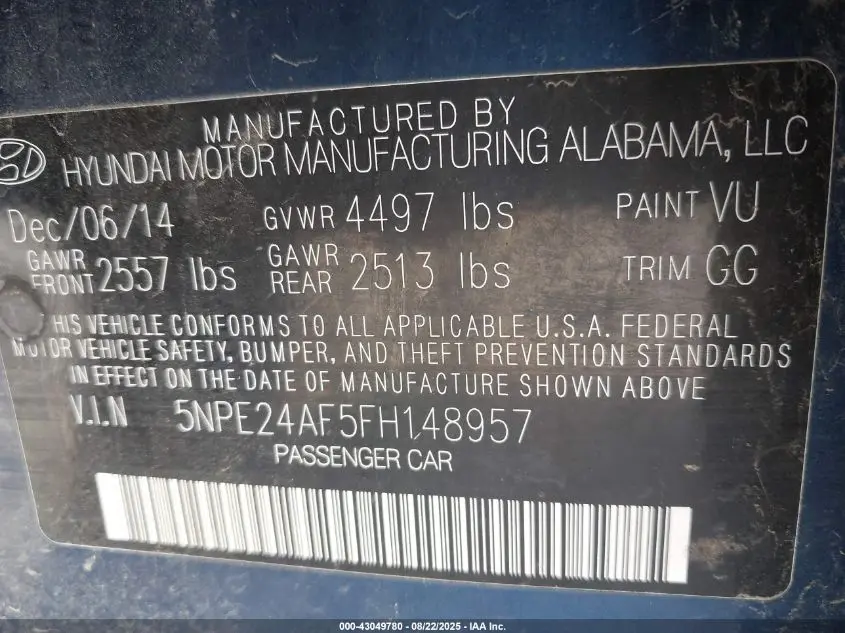 MANUFACTURED BY
HYUNDAI MOTOR MANUFACTURING ALABAMA, LLC
Dec/06/14 GVWR 4497 lbs PAINT VU
GAWR FRONT 2557 lbs GAWR REAR 2513 lbs TRIM GG
THIS VEHICLE CONFORMS TO ALL APPLICABLE U.S.A. FEDERAL
MOTOR VEHICLE SAFETY, BUMPER, AND THEFT PREVENTION STANDARDS
IN EFFECT ON THE DATE OF MANUFACTURE SHOWN ABOVE
V.I.N 5NPE24AF5FH148957
PASSENGER CAR
000-43049780 - 08/22/2025 - IAA Inc.